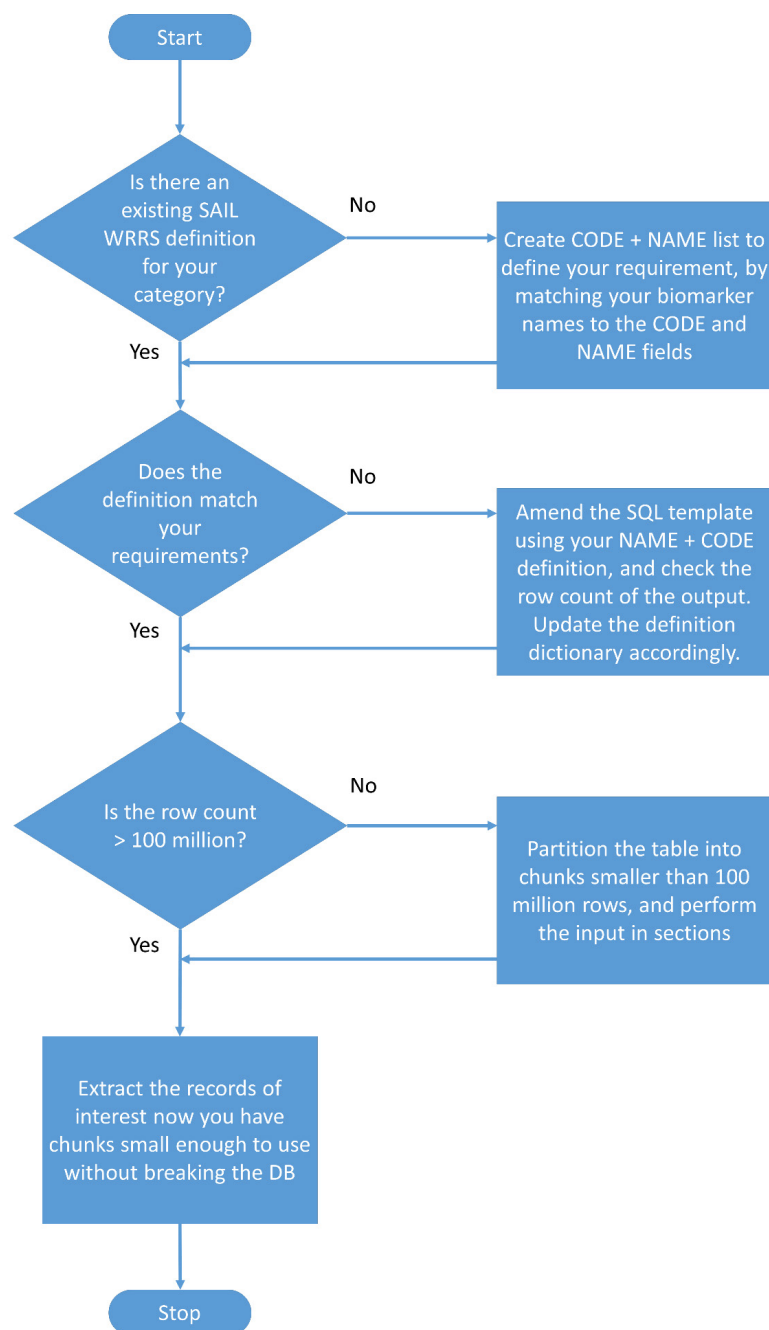 Start
Is there an
existing SAIL
WRRS definition
for your
category?
No
Create CODE + NAME list to
define your requirement, by
matching your biomarker
names to the CODE and
NAME fields
Yes
Does the
definition match
your
requirements?
No
Amend the SQL template
using your NAME + CODE
definition, and check the
row count of the output.
Update the definition
dictionary accordingly.
Yes
Is the row count
> 100 million?
No
Partition the table into
chunks smaller than 100
million rows, and perform
the input in sections
Yes
Extract the records of
interest now you have
chunks small enough to use
without breaking the DB
Stop